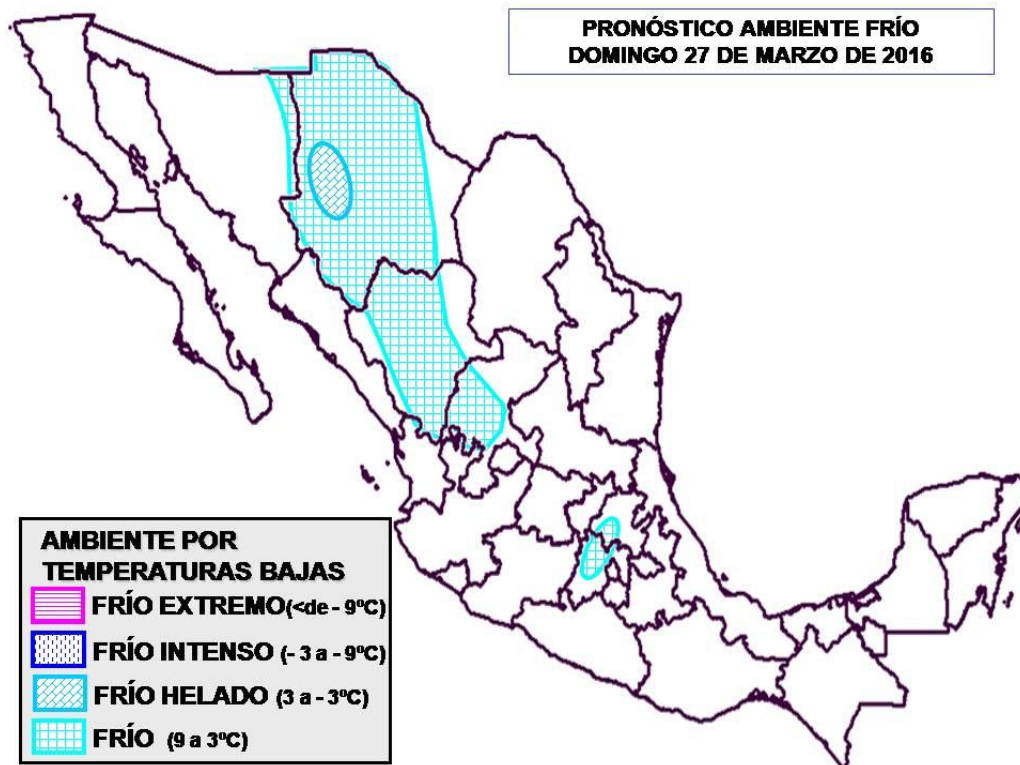 PRONÓSTICO AMBIENTE FRÍO
DOMINGO 27 DE MARZO DE 2016
AMBIENTE POR
TEMPERATURAS BAJAS
FRÍO EXTREMO(<de - 9ºC)
FRÍO INTENSO (- 3 a - 9ºC)
FRÍO HELADO (3 a - 3ºC)
FRÍO (9 a 3ºC)